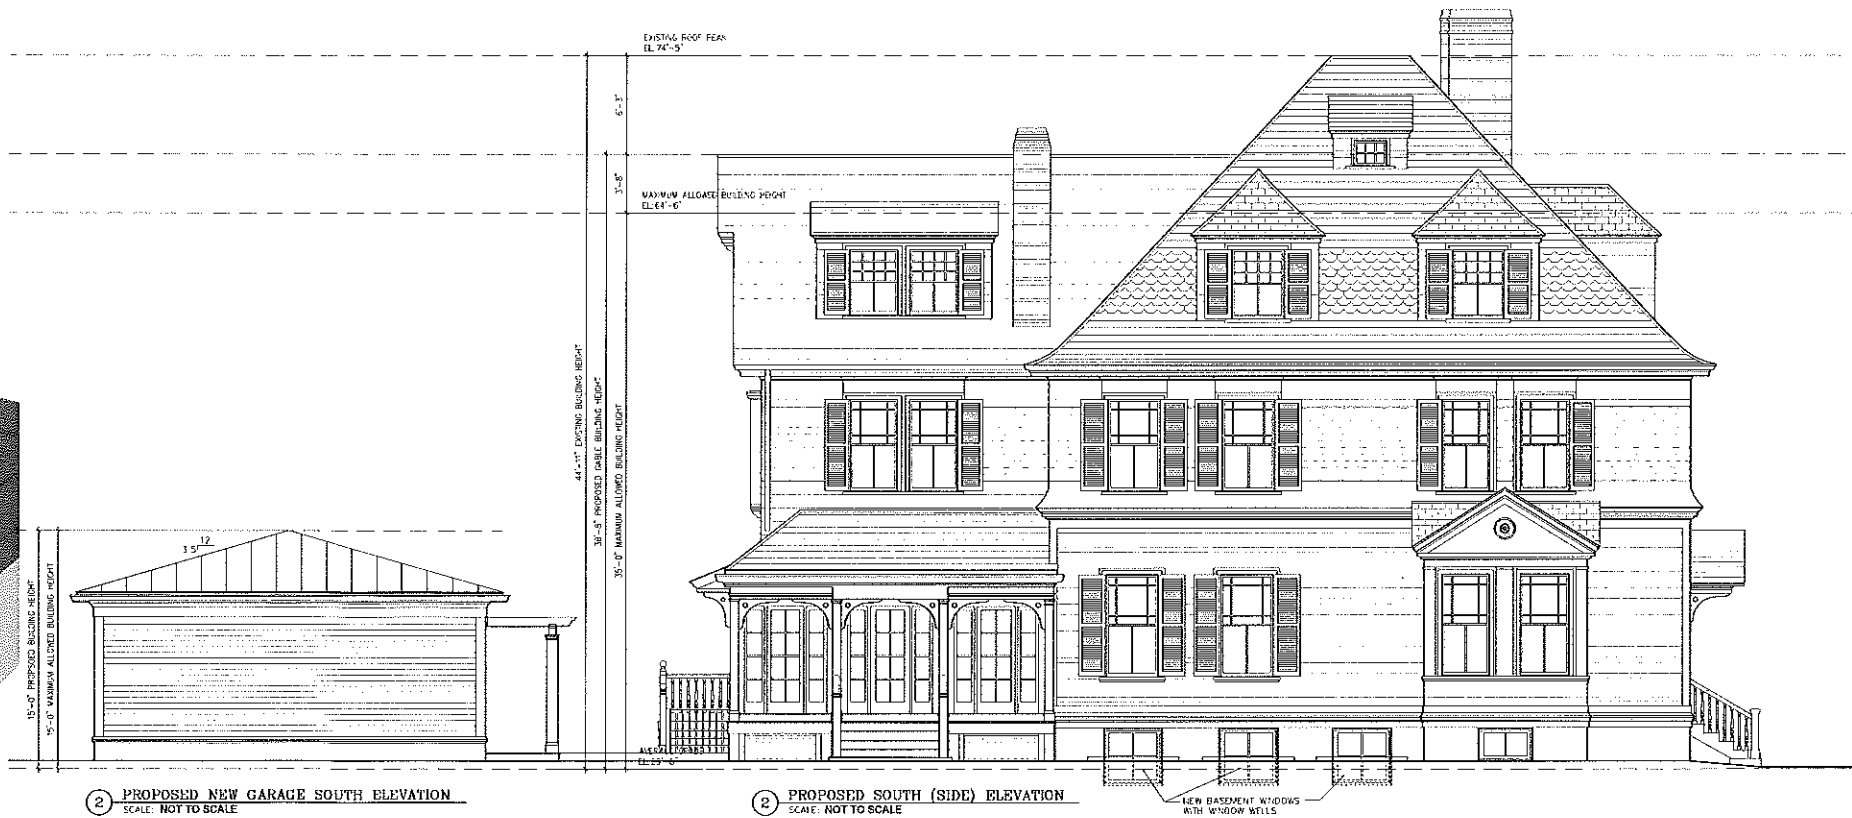 EXISTING ROOF PEAK
EL. 74'-5"
6'-3"
3'-8"
MAXIMUM ALLOWED BUILDING HEIGHT
EL. 64'-6"
44'-11" EXISTING BUILDING HEIGHT
38'-8" PROPOSED GABLE BUILDING HEIGHT
35'-0" MAXIMUM ALLOWED BUILDING HEIGHT
12
3.5
15'-0" PROPOSED BUILDING HEIGHT
15'-0" MAXIMUM ALLOWED BUILDING HEIGHT
AVERAGE
EL.
2 PROPOSED NEW GARAGE SOUTH ELEVATION
SCALE: NOT TO SCALE
2 PROPOSED SOUTH (SIDE) ELEVATION
SCALE: NOT TO SCALE
NEW BASEMENT WINDOWS
WITH WINDOW WELLS